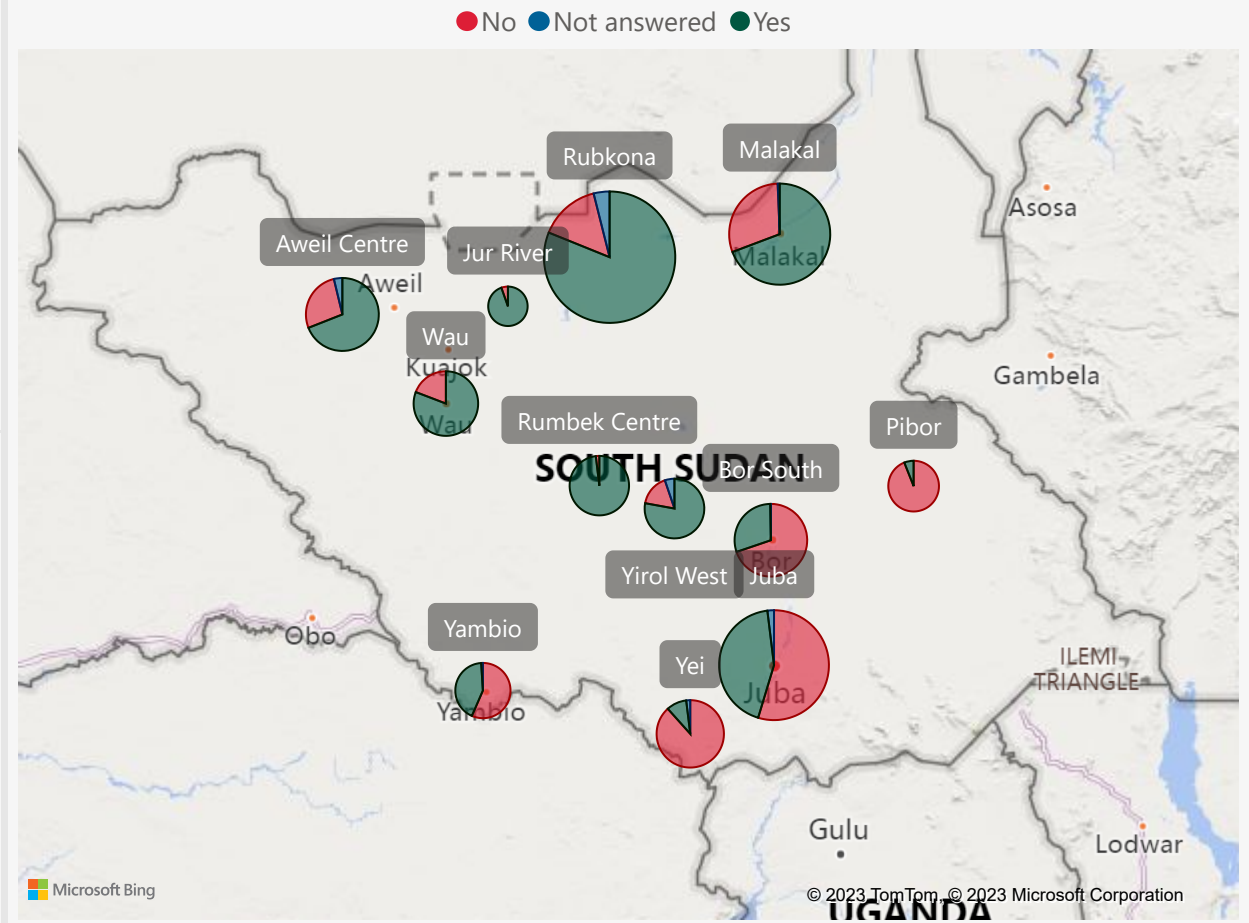 No Not answered Yes
Rubkona
Malakal
Asosa
Aweil Centre
Jur River
Malakal
Aweil
Wau
Kuajok
Gambela
Wau
Rumbek Centre
Pibor
SOUTH SUDAN
Bor South
Bor
Yirol West
Juba
Yambio
Obo
Yei
ILEMI
TRIANGLE
Juba
Yambio
Gulu
Lodwar
Microsoft Bing
© 2023 TomTom, © 2023 Microsoft Corporation
UGANDA